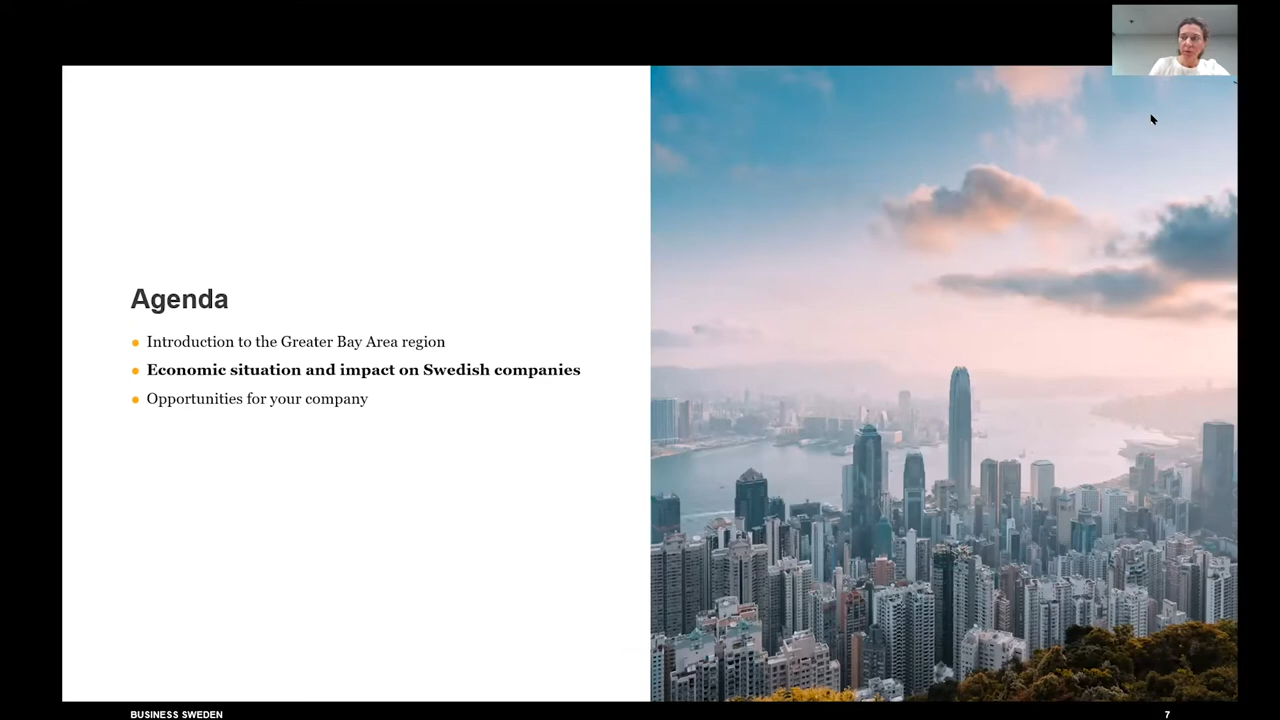 Agenda
Introduction to the Greater Bay Area region
Economic situation and impact on Swedish companies
Opportunities for your company
BUSINESS SWEDEN
7